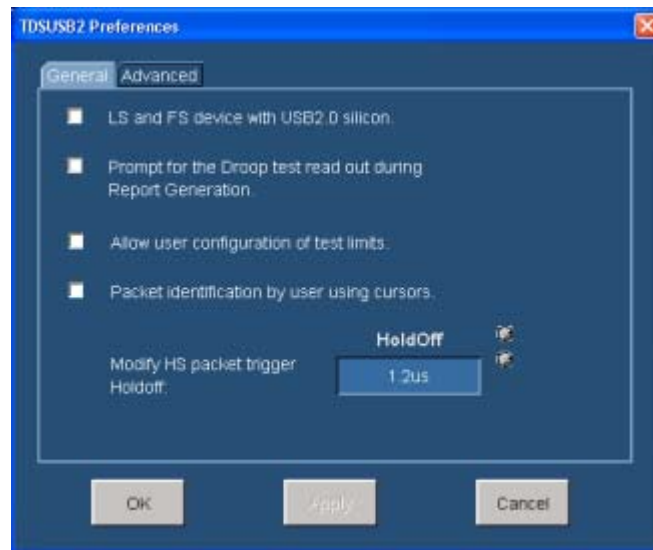 TDSUSB2 Preferences
General Advanced
LS and FS device with USB2.0 silicon.
Prompt for the Droop test read out during
Report Generation.
Allow user configuration of test limits.
Packet identification by user using cursors.
HoldOff
Modify HS packet trigger
Holdoff:
1.2us
OK Apply Cancel